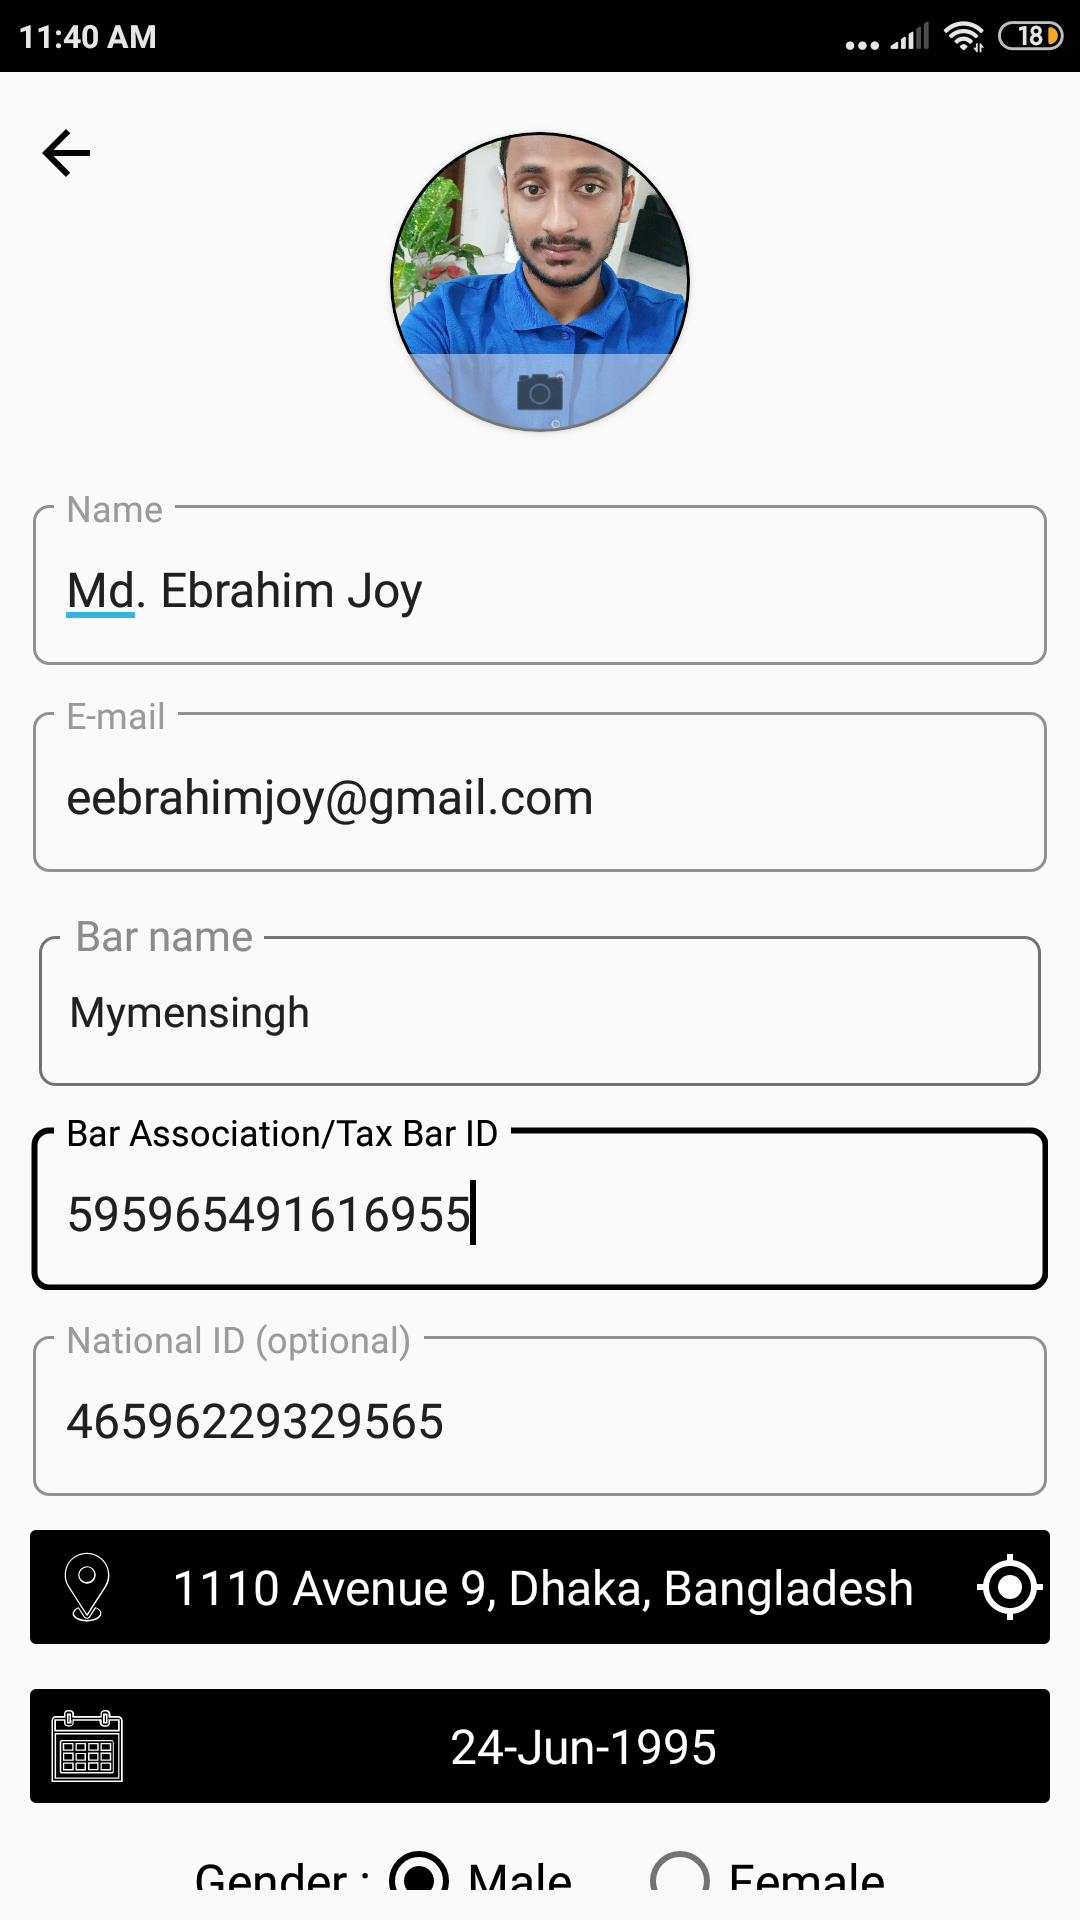 11:40 AM
18
Name
Md. Ebrahim Joy
E-mail
eebrahimjoy@gmail.com
Bar name
Mymensingh
Bar Association/Tax Bar ID
595965491616955
National ID (optional)
46596229329565
1110 Avenue 9, Dhaka, Bangladesh
24-Jun-1995
Gender : Male Female